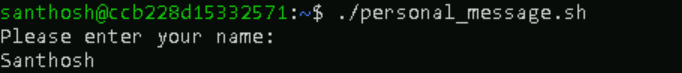 santhosh@ccb228d15332571:~$ ./personal_message.sh
Please enter your name:
Santhosh